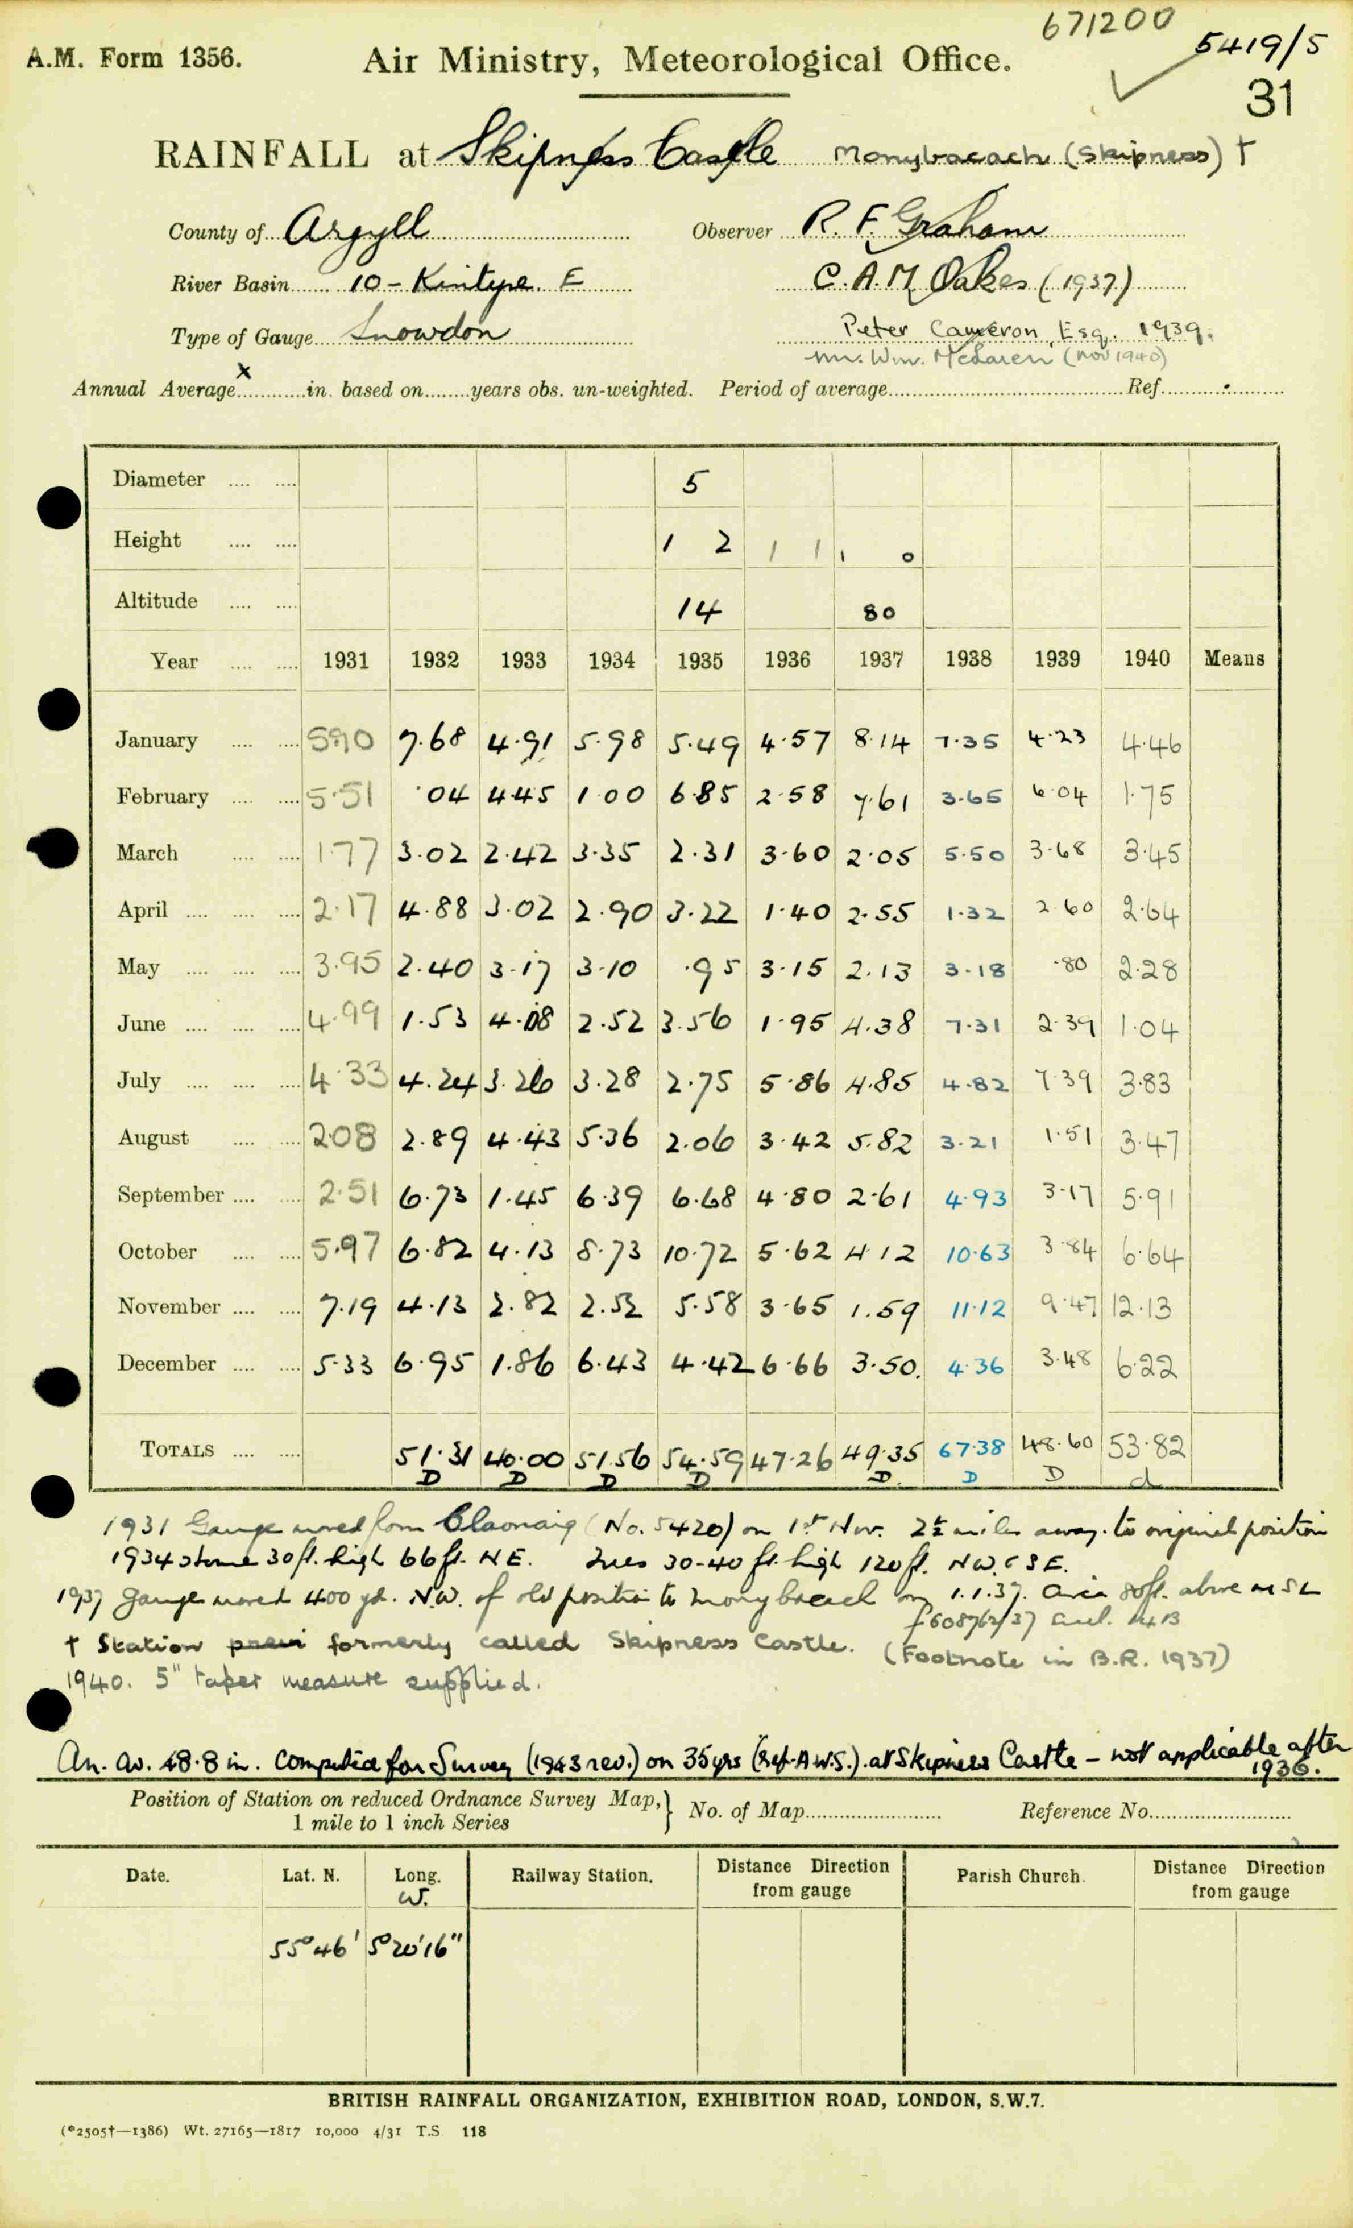 671200
A.M. Form 1356. Air Ministry, Meteorological Office. 5419/5
31
RAINFALL at Skipness Castle Monybacach (Skipness) †
County of Argyll Observer R. F. Graham
River Basin 10 - Kintyre. E C. A. M. Oakes (1937)
Type of Gauge Snowdon Peter Cameron, Esq. 1939.
Mr. Wm. McLaren (Nov 1940)
Annual Average x in. based on years obs. un-weighted. Period of average Ref.
Diameter 5
Height 1 2 1 1 1 0
Altitude 14 80
Year 1931 1932 1933 1934 1935 1936 1937 1938 1939 1940 Means
January 5.90 7.68 4.91 5.98 5.49 4.57 8.14 7.35 4.23 4.46
February 5.51 .04 4.45 1.00 6.85 2.58 7.61 3.65 6.04 1.75
March 1.77 3.02 2.42 3.35 2.31 3.60 2.05 5.50 3.68 3.45
April 2.17 4.88 3.02 2.90 3.22 1.40 2.55 1.32 2.60 2.64
May 3.95 2.40 3.17 3.10 .95 3.15 2.13 3.18 .80 2.28
June 4.99 1.53 4.08 2.52 3.56 1.95 4.38 7.31 2.39 1.04
July 4.33 4.24 3.26 3.28 2.75 5.86 4.85 4.82 7.39 3.83
August 2.08 2.89 4.43 5.36 2.06 3.42 5.82 3.21 1.51 3.47
September 2.51 6.73 1.45 6.39 6.68 4.80 2.61 4.93 3.17 5.91
October 5.97 6.82 4.13 8.73 10.72 5.62 4.12 10.63 3.84 6.64
November 7.19 4.13 2.82 2.52 5.58 3.65 1.59 11.12 9.47 12.13
December 5.33 6.95 1.86 6.43 4.42 6.66 3.50 4.36 3.48 6.22
TOTALS 51.31 40.00 51.56 54.59 47.26 49.35 67.38 48.60 53.82
D D D D D D D d
1931 Gauge moved from Claonaig (No. 5420) on 1st Nov. 2½ miles away. to original position
1934 stone 30 ft. high 66 ft. NE. Trees 30-40 ft. high 120 ft. NW. & SE.
1937 gauge moved 400 yd. N.W. of old position to Monybacach on 1.1.37. Area 80 ft. above MSL
608762/37 encl. 14B
† Station formerly called Skipness Castle. (Footnote in B.R. 1937)
1940. 5" taper measure supplied.
An. av. 48.8 in. computed for Survey (1943 rev.) on 35 yrs (Ref. A.W.S.) at Skipness Castle - not applicable after
1936.
Position of Station on reduced Ordnance Survey Map, } No. of Map Reference No.
1 mile to 1 inch Series
Date. Lat. N. Long. W. Railway Station. Distance Direction from gauge Parish Church. Distance Direction from gauge
55° 46' 5° 20' 16"
BRITISH RAINFALL ORGANIZATION, EXHIBITION ROAD, LONDON, S.W.7.
(*2505†—1386) Wt. 27165—1817 10,000 4/31 T.S. 118